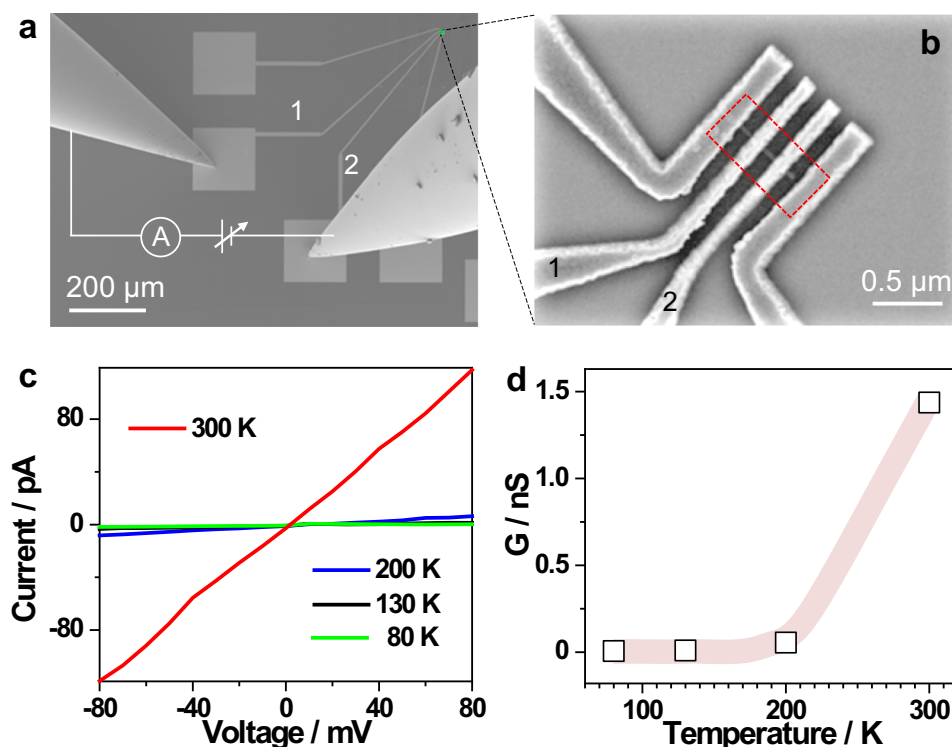 a
1
2
A
200 μm
b
1
2
0.5 μm
c
300 K
200 K
130 K
80 K
80
0
-80
-80
-40
0
40
80
Current / pA
Voltage / mV
d
1.5
1.0
0.5
0
100
200
300
G / nS
Temperature / K